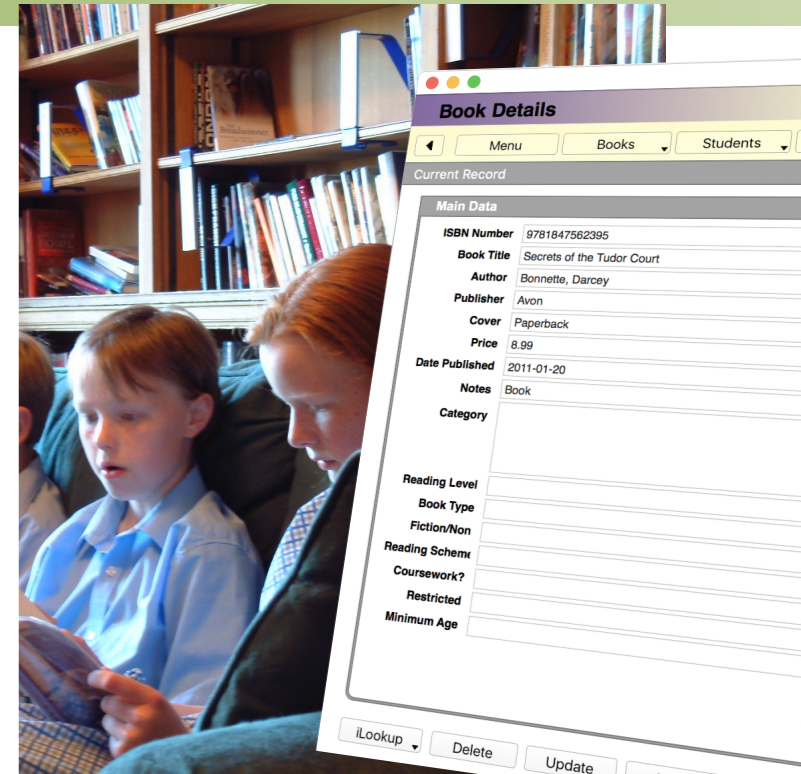 Book Details
Menu Books Students
Current Record
Main Data
ISBN Number 9781847562395
Book Title Secrets of the Tudor Court
Author Bonnette, Darcey
Publisher Avon
Cover Paperback
Price 8.99
Date Published 2011-01-20
Notes Book
Category
Reading Level
Book Type
Fiction/Non
Reading Scheme
Coursework?
Restricted
Minimum Age
iLookup Delete Update